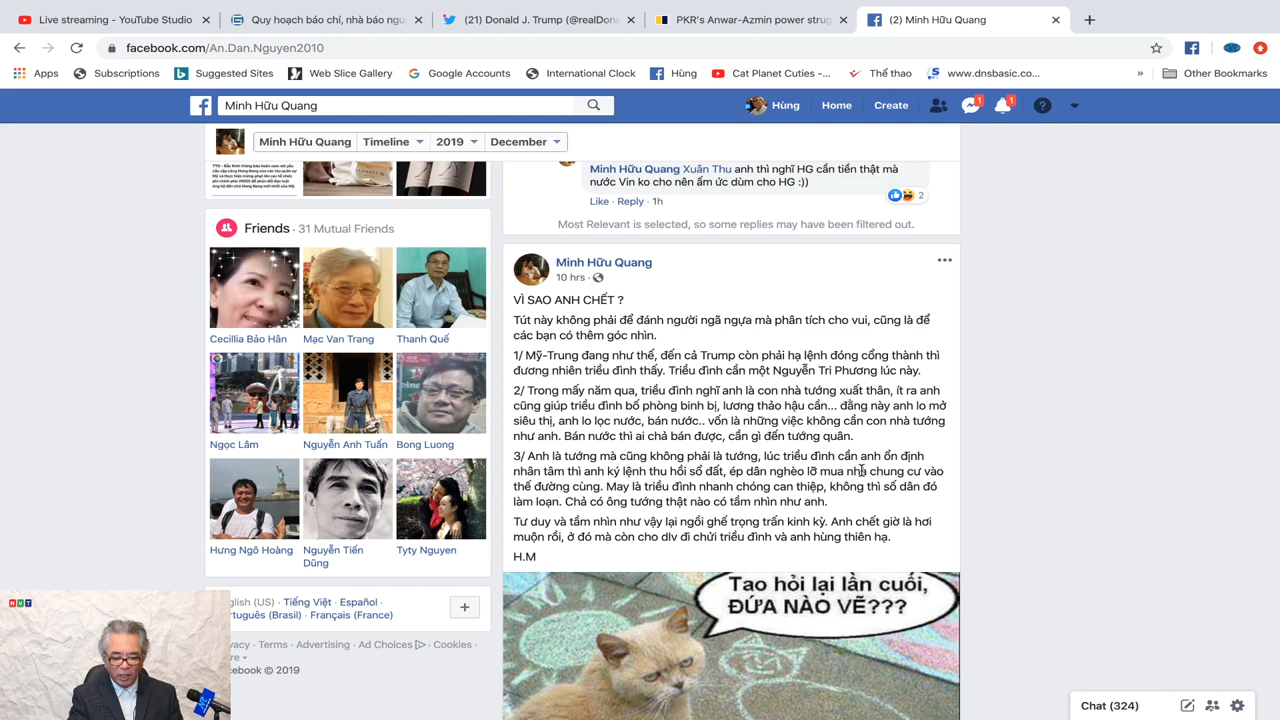 Live streaming - YouTube Studio
Quy hoạch báo chí, nhà báo ngu
(21) Donald J. Trump (@realDona
PKR's Anwar-Azmin power strug
(2) Minh Hữu Quang
facebook.com/An.Dan.Nguyen2010
Apps
Subscriptions
Suggested Sites
Web Slice Gallery
Google Accounts
International Clock
Hùng
Cat Planet Cuties -...
Thể thao
www.dnsbasic.co...
»
Other Bookmarks
Minh Hữu Quang
Hùng
Home
Create
1
1
Minh Hữu Quang
Timeline
2019
December
Friends · 31 Mutual Friends
Cecillia Bảo Hân
Mạc Van Trang
Thanh Quế
Ngọc Lâm
Nguyễn Anh Tuấn
Bong Luong
Hưng Ngô Hoàng
Nguyễn Tiến
Dũng
Tyty Nguyen
glish (US) · Tiếng Việt · Español ·
rtuguês (Brasil) · Français (France)
vacy · Terms · Advertising · Ad Choices · Cookies ·
re
cebook © 2019
HVT
Minh Hữu Quang Xuân Thu anh thì nghĩ HG cần tiền thật mà
nước Vin ko cho nên ấm ức dùm cho HG :))
Like · Reply · 1h
2
Most Relevant is selected, so some replies may have been filtered out.
Minh Hữu Quang
10 hrs ·
VÌ SAO ANH CHẾT ?
Tút này không phải để đánh người ngã ngựa mà phân tích cho vui, cũng là để
các bạn có thêm góc nhìn.
1/ Mỹ-Trung đang như thế, đến cả Trump còn phải hạ lệnh đóng cổng thành thì
đương nhiên triều đình thấy. Triều đình cần một Nguyễn Tri Phương lúc này.
2/ Trong mấy năm qua, triều đình nghĩ anh là con nhà tướng xuất thân, ít ra anh
cũng giúp triều đình bố phòng binh bị, lương thảo hậu cần... đằng này anh lo mở
siêu thị, anh lo lọc nước, bán nước.. vốn là những việc không cần con nhà tướng
như anh. Bán nước thì ai chả bán được, cần gì đến tướng quân.
3/ Anh là tướng mà cũng không phải là tướng, lúc triều đình cần anh ổn định
nhân tâm thì anh ký lệnh thu hồi sổ đất, ép dân nghèo lỡ mua nhà chung cư vào
thế đường cùng. May là triều đình nhanh chóng can thiệp, không thì số dân đó
làm loạn. Chả có ông tướng thật nào có tầm nhìn như anh.
Tư duy và tầm nhìn như vậy lại ngồi ghế trọng trấn kinh kỳ. Anh chết giờ là hơi
muộn rồi, ở đó mà còn cho dlv đi chửi triều đình và anh hùng thiên hạ.
H.M
Tao hỏi lại lần cuối,
ĐỨA NÀO VẼ???
Chat (324)